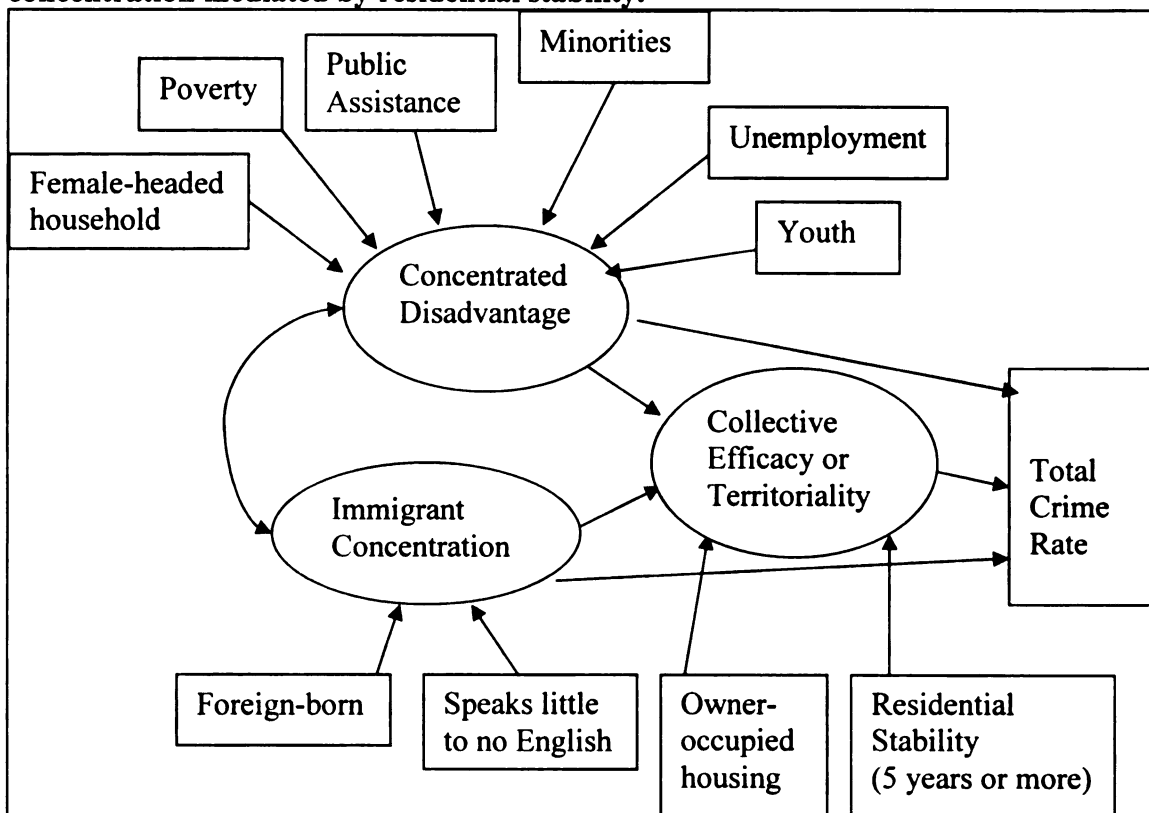 concentration mediated by residential stability.
Minorities
Public
Assistance
Poverty
Unemployment
Female-headed
household
Youth
Concentrated
Disadvantage
Collective
Efficacy or
Territoriality
Total
Crime
Rate
Immigrant
Concentration
Foreign-born
Speaks little
to no English
Owner-
occupied
housing
Residential
Stability
(5 years or more)